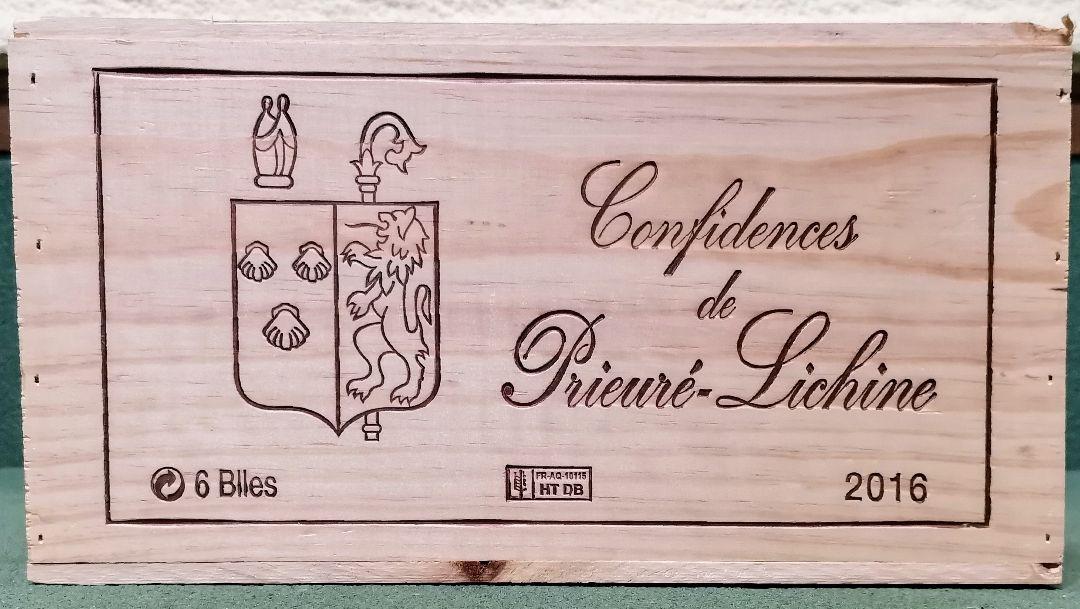 Confidences
de
Prieuré-Lichine
6 Blles
FR-AQ-10115
HT DB
2016